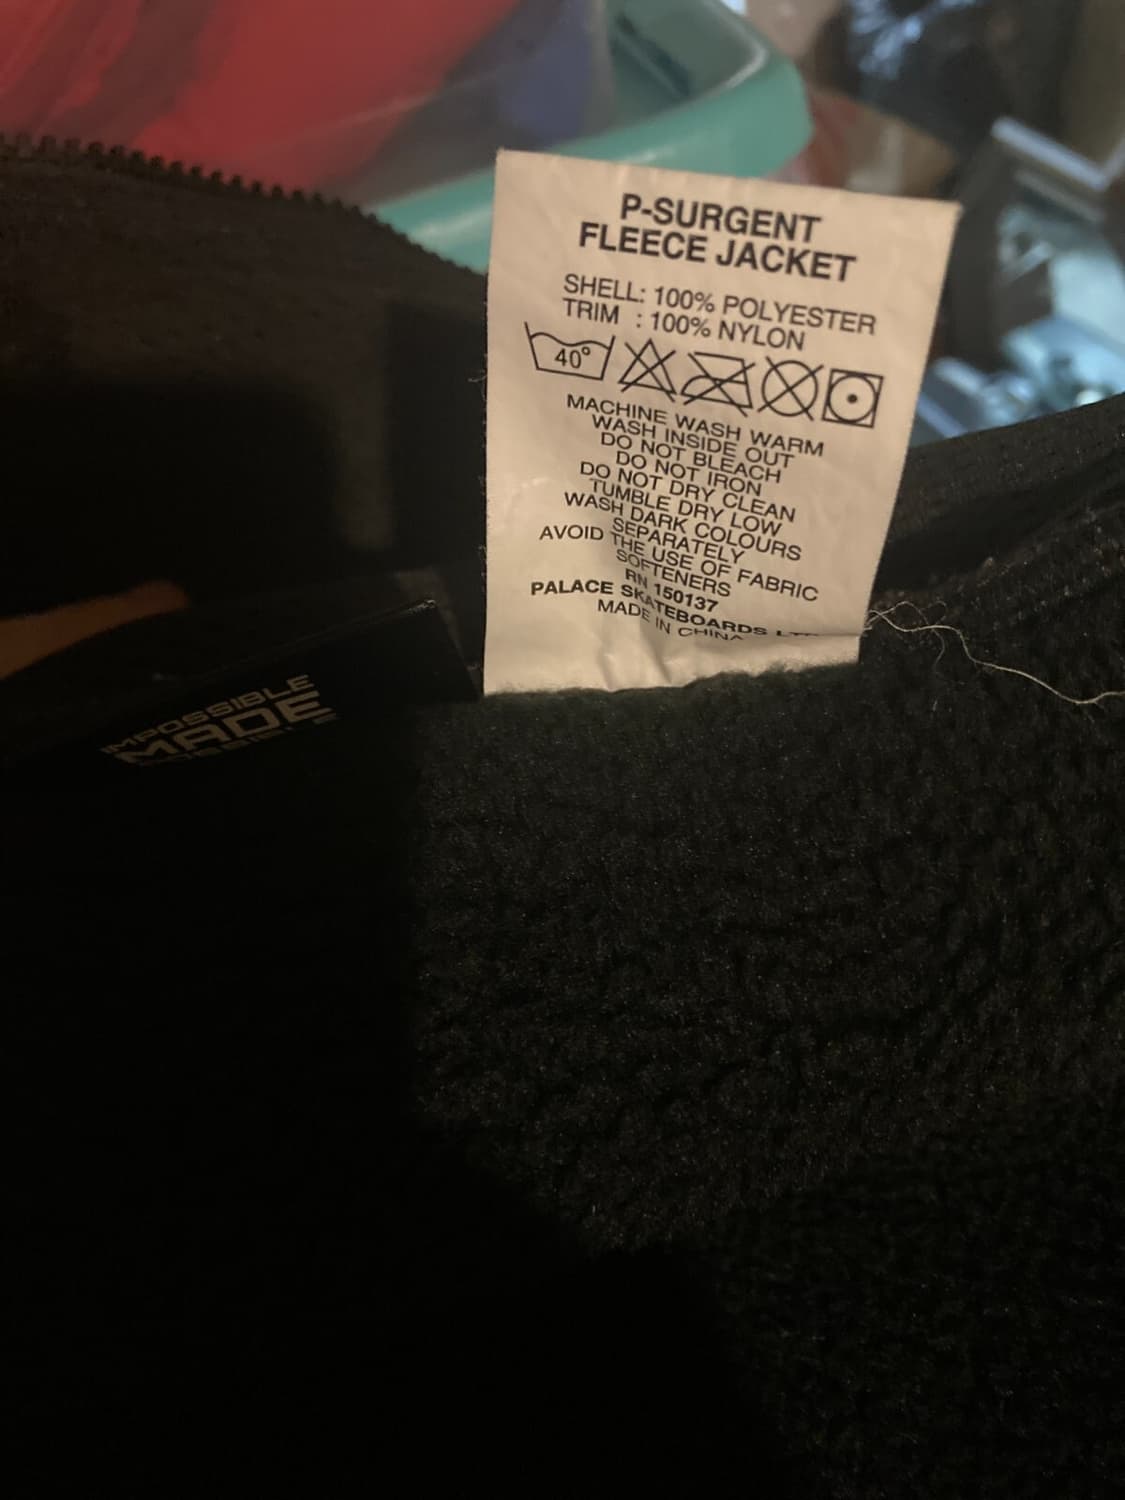 P-SURGENT
FLEECE JACKET
SHELL: 100% POLYESTER
TRIM : 100% NYLON
40°
MACHINE WASH WARM
WASH INSIDE OUT
DO NOT BLEACH
DO NOT IRON
DO NOT DRY CLEAN
TUMBLE DRY LOW
WASH DARK COLOURS
SEPARATELY
AVOID THE USE OF FABRIC
SOFTENERS
RN 150137
PALACE SKATEBOARDS
MADE IN CHINA
IMPOSSIBLE
MADE